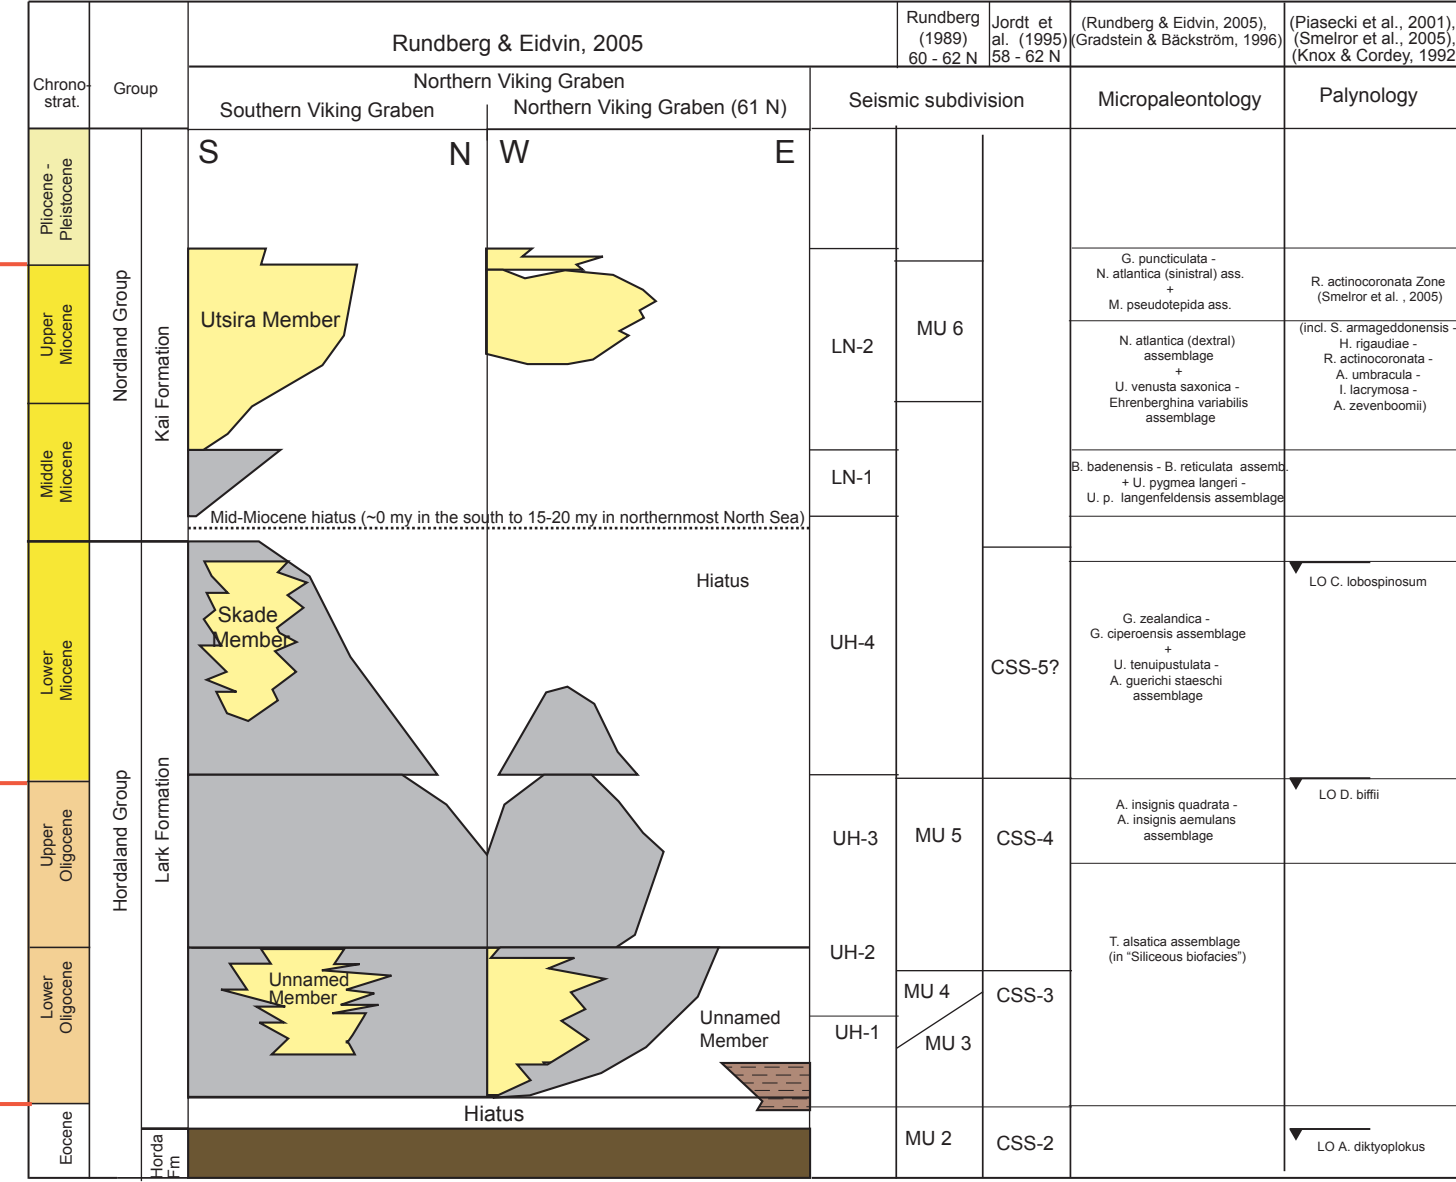 Rundberg & Eidvin, 2005
Rundberg
(1989)
60 - 62 N
Jordt et
al. (1995)
58 - 62 N
(Rundberg & Eidvin, 2005),
(Gradstein & Bäckström, 1996)
(Piasecki et al., 2001),
(Smelror et al., 2005),
(Knox & Cordey, 1992
Chrono-
strat.
Group
Northern Viking Graben
Southern Viking Graben
Northern Viking Graben (61 N)
Seismic subdivision
Micropaleontology
Palynology
S
N
W
E
Pliocene -
Pleistocene
Upper
Miocene
Middle
Miocene
Lower
Miocene
Upper
Oligocene
Lower
Oligocene
Eocene
Nordland Group
Hordaland Group
Kai Formation
Lark Formation
Horda
Fm
Utsira Member
Mid-Miocene hiatus (~0 my in the south to 15-20 my in northernmost North Sea)
Skade
Member
Hiatus
Unnamed
Member
Unnamed
Member
Hiatus
LN-2
LN-1
UH-4
UH-3
UH-2
UH-1
MU 6
MU 5
MU 4
MU 3
MU 2
CSS-5?
CSS-4
CSS-3
CSS-2
G. puncticulata -
N. atlantica (sinistral) ass.
+
M. pseudotepida ass.
N. atlantica (dextral)
assemblage
+
U. venusta saxonica -
Ehrenberghina variabilis
assemblage
B. badenensis - B. reticulata assemb.
+ U. pygmea langeri -
U. p. langenfeldensis assemblage
G. zealandica -
G. ciperoensis assemblage
+
U. tenuipustulata -
A. guerichi staeschi
assemblage
A. insignis quadrata -
A. insignis aemulans
assemblage
T. alsatica assemblage
(in "Siliceous biofacies")
R. actinocoronata Zone
(Smelror et al. , 2005)
(incl. S. armageddonensis -
H. rigaudiae -
R. actinocoronata -
A. umbracula -
I. lacrymosa -
A. zevenboomii)
LO C. lobospinosum
LO D. biffii
LO A. diktyoplokus